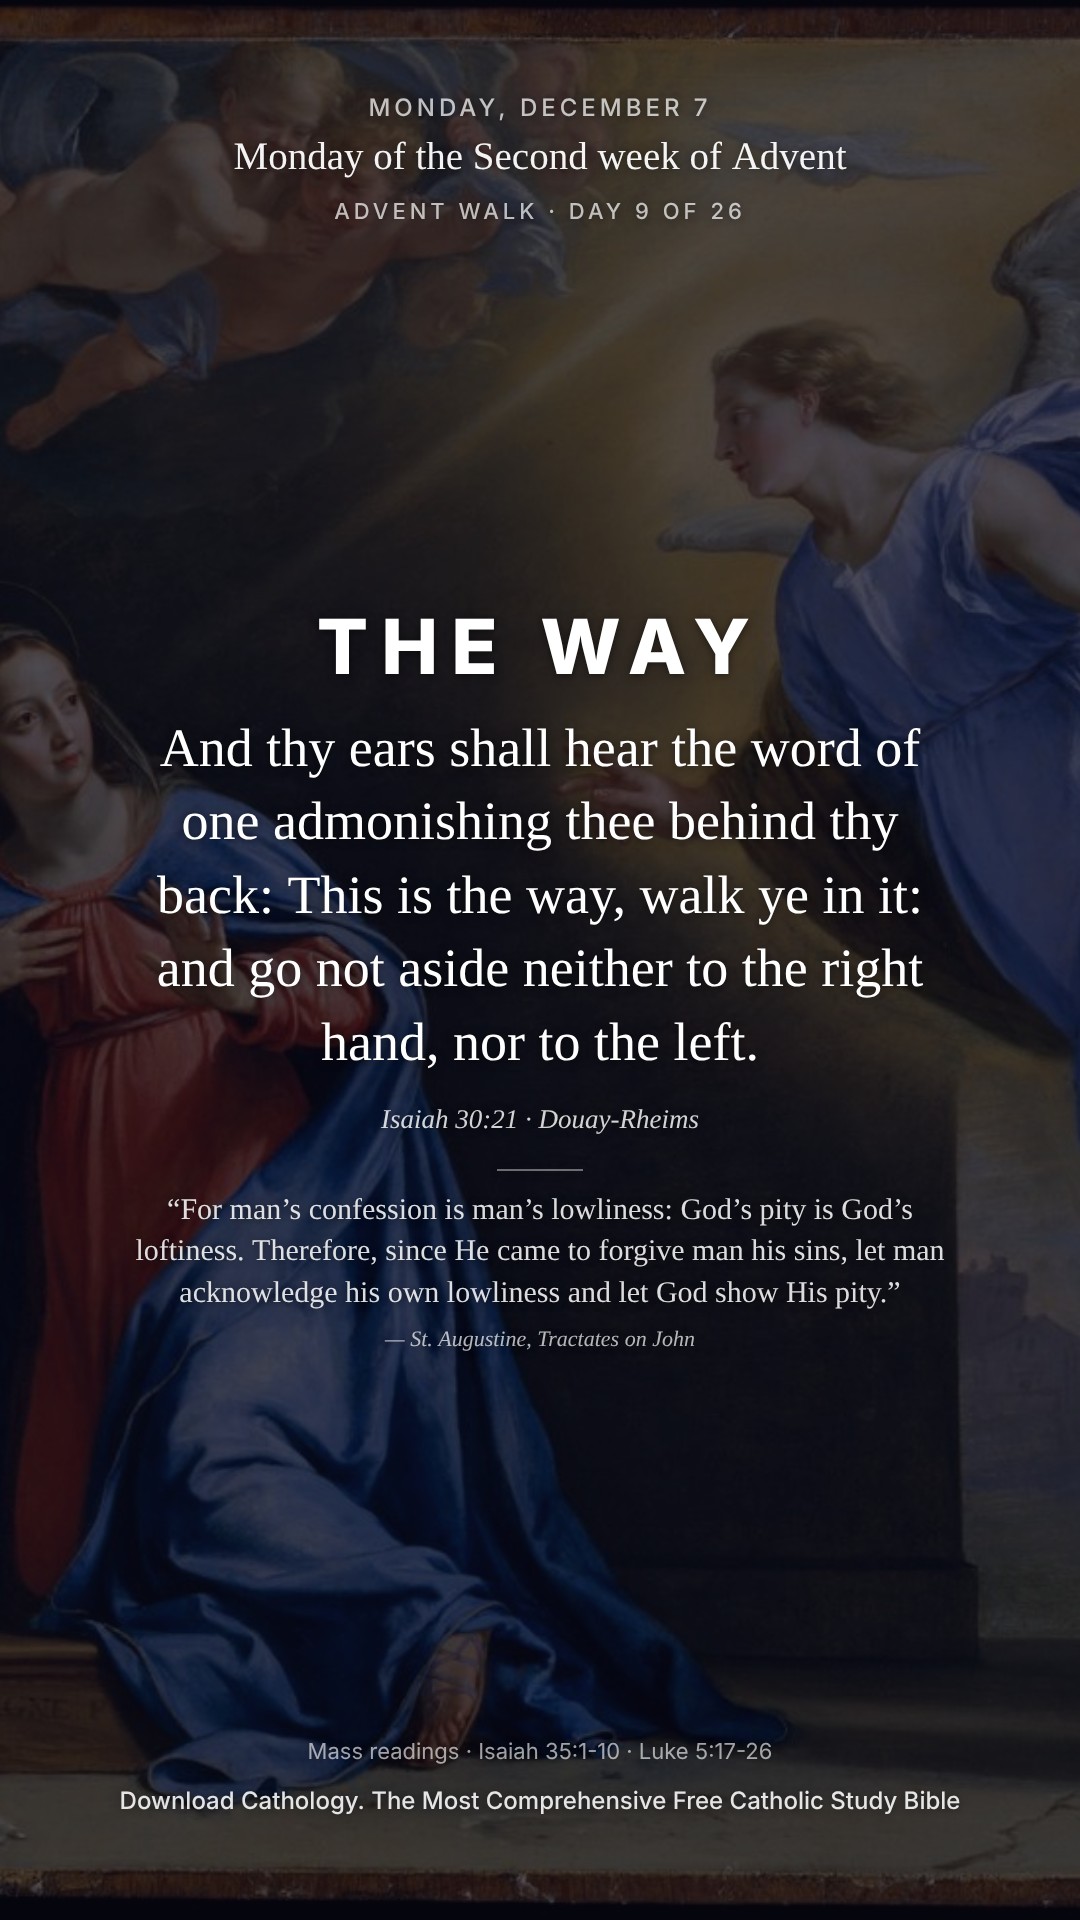 MONDAY, DECEMBER 7
Monday of the Second week of Advent
ADVENT WALK · DAY 9 OF 26
THE WAY
And thy ears shall hear the word of
one admonishing thee behind thy
back: This is the way, walk ye in it:
and go not aside neither to the right
hand, nor to the left.
Isaiah 30:21 · Douay-Rheims
“For man’s confession is man’s lowliness: God’s pity is God’s
loftiness. Therefore, since He came to forgive man his sins, let man
acknowledge his own lowliness and let God show His pity.”
— St. Augustine, Tractates on John
Mass readings · Isaiah 35:1-10 · Luke 5:17-26
Download Cathology. The Most Comprehensive Free Catholic Study Bible